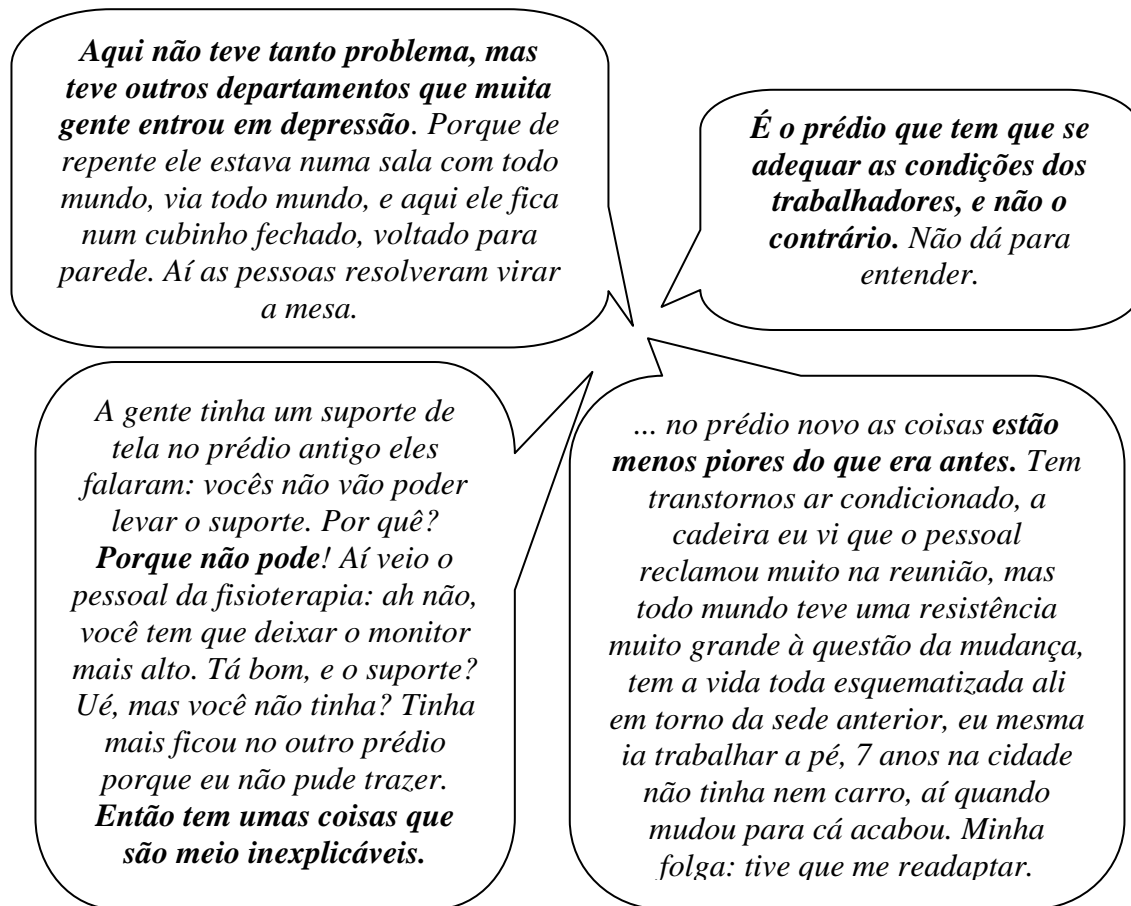 Aqui não teve tanto problema, mas
teve outros departamentos que muita
gente entrou em depressão. Porque de
repente ele estava numa sala com todo
mundo, via todo mundo, e aqui ele fica
num cubinho fechado, voltado para
parede. Aí as pessoas resolveram virar
a mesa.
É o prédio que tem que se
adequar as condições dos
trabalhadores, e não o
contrário. Não dá para
entender.
A gente tinha um suporte de
tela no prédio antigo eles
falaram: vocês não vão poder
levar o suporte. Por quê?
Porque não pode! Aí veio o
pessoal da fisioterapia: ah não,
você tem que deixar o monitor
mais alto. Tá bom, e o suporte?
Ué, mas você não tinha? Tinha
mais ficou no outro prédio
porque eu não pude trazer.
Então tem umas coisas que
são meio inexplicáveis.
... no prédio novo as coisas estão
menos piores do que era antes. Tem
transtornos ar condicionado, a
cadeira eu vi que o pessoal
reclamou muito na reunião, mas
todo mundo teve uma resistência
muito grande à questão da mudança,
tem a vida toda esquematizada ali
em torno da sede anterior, eu mesma
ia trabalhar a pé, 7 anos na cidade
não tinha nem carro, aí quando
mudou para cá acabou. Minha
folga: tive que me readaptar.